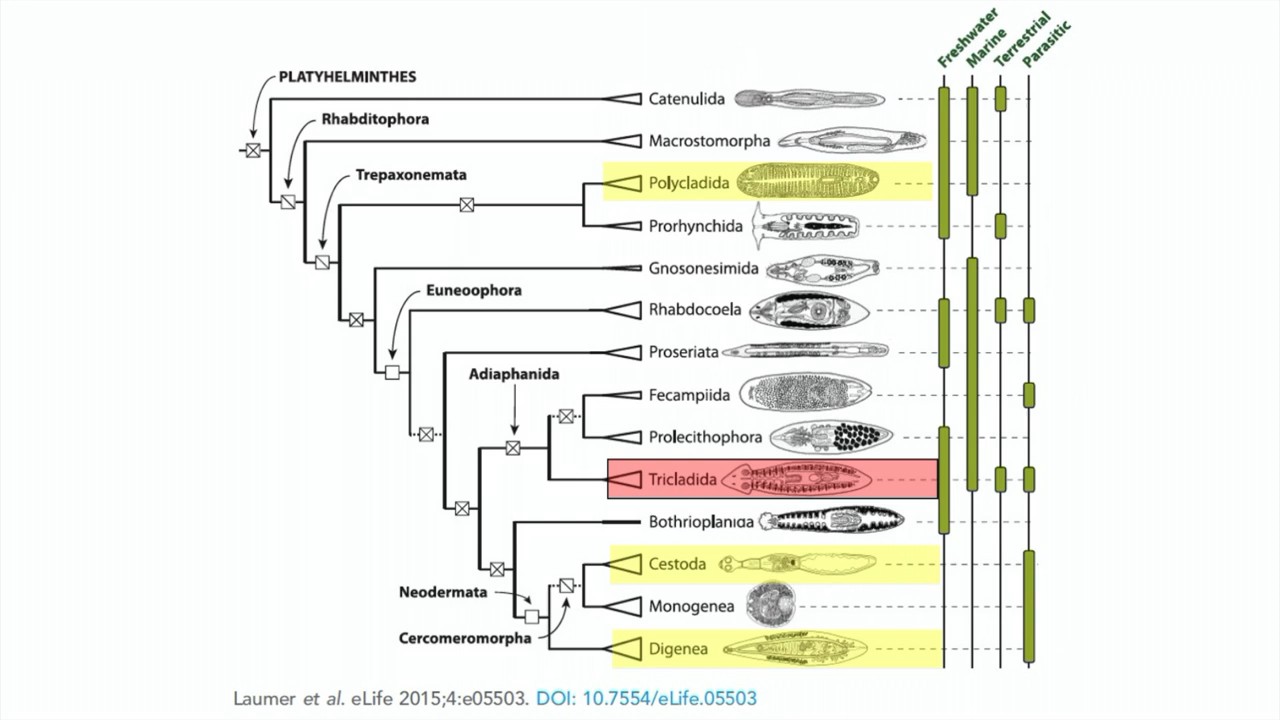 Freshwater
Marine
Terrestrial
Parasitic
PLATYHELMINTHES
Catenulida
Rhabditophora
Macrostomorpha
Trepaxonemata
Polycladida
Prorhynchida
Gnosonesimida
Euneoophora
Rhabdocoela
Proseriata
Adiaphanida
Fecampiida
Prolecithophora
Tricladida
Bothrioplanida
Cestoda
Neodermata
Monogenea
Cercomeromorpha
Digenea
Laumer et al. eLife 2015;4:e05503. DOI: 10.7554/eLife.05503